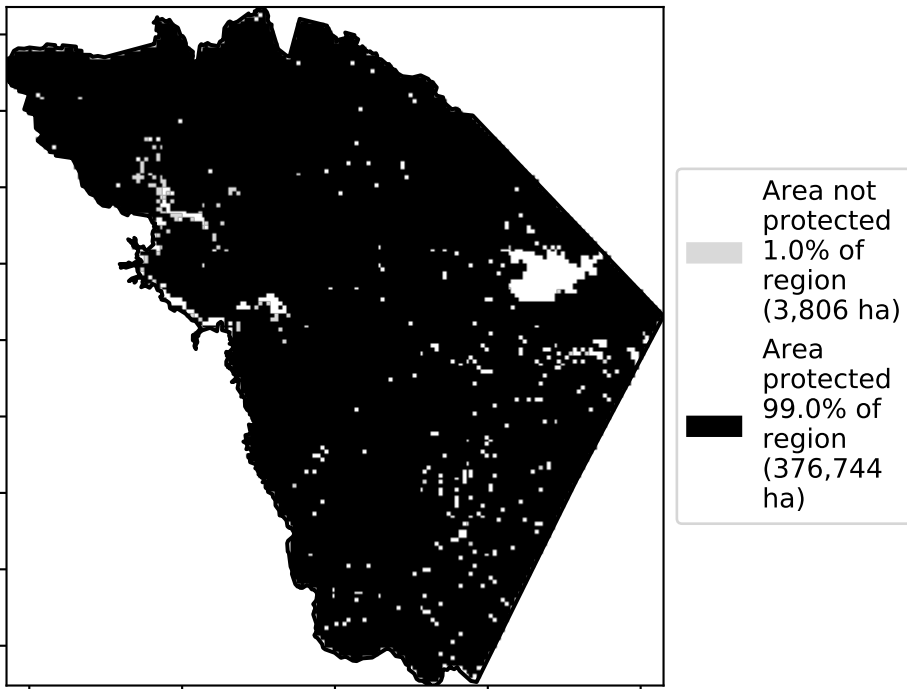 Area not
protected
1.0% of
region
(3,806 ha)
Area
protected
99.0% of
region
(376,744
ha)